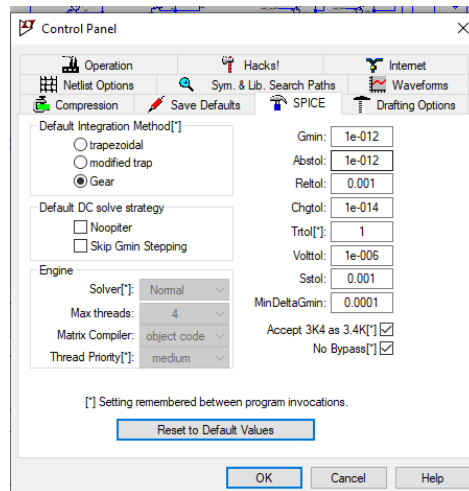 Control Panel
Operation Hacks! Internet
Netlist Options Sym. & Lib. Search Paths Waveforms
Compression Save Defaults SPICE Drafting Options
Default Integration Method[*]
trapezoidal
modified trap
Gear
Default DC solve strategy
Noopiter
Skip Gmin Stepping
Engine
Solver[*]: Normal
Max threads: 4
Matrix Compiler: object code
Thread Priority[*]: medium
Gmin: 1e-012
Abstol: 1e-012
Reltol: 0.001
Chgtol: 1e-014
Trtol[*]: 1
Volttol: 1e-006
Sstol: 0.001
MinDeltaGmin: 0.0001
Accept 3K4 as 3.4K[*]
No Bypass[*]
[*] Setting remembered between program invocations.
Reset to Default Values
OK Cancel Help